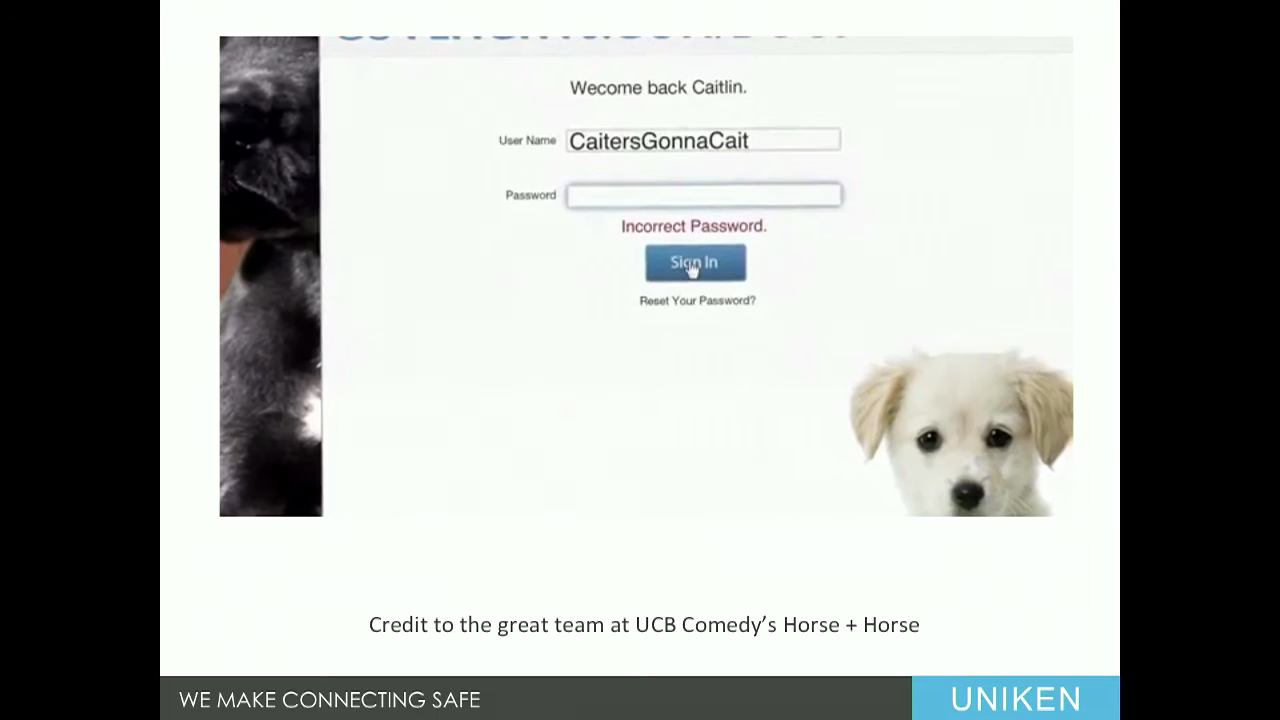 Wecome back Caitlin.
User Name CaitersGonnaCait
Password
Incorrect Password.
Sign In
Reset Your Password?
Credit to the great team at UCB Comedy's Horse + Horse
WE MAKE CONNECTING SAFE
UNIKEN